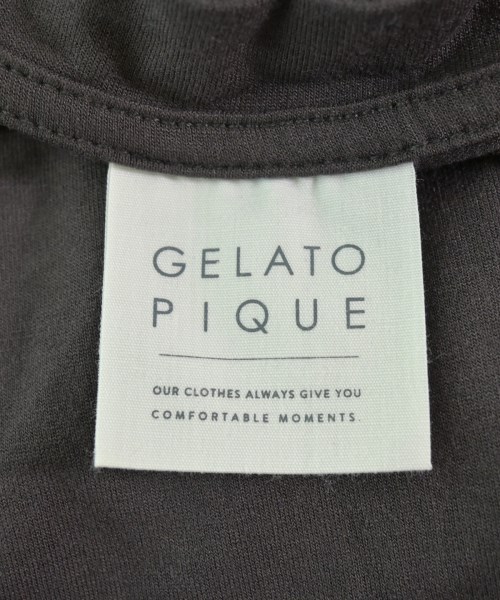 GELATO
PIQUE
OUR CLOTHES ALWAYS GIVE YOU
COMFORTABLE MOMENTS.